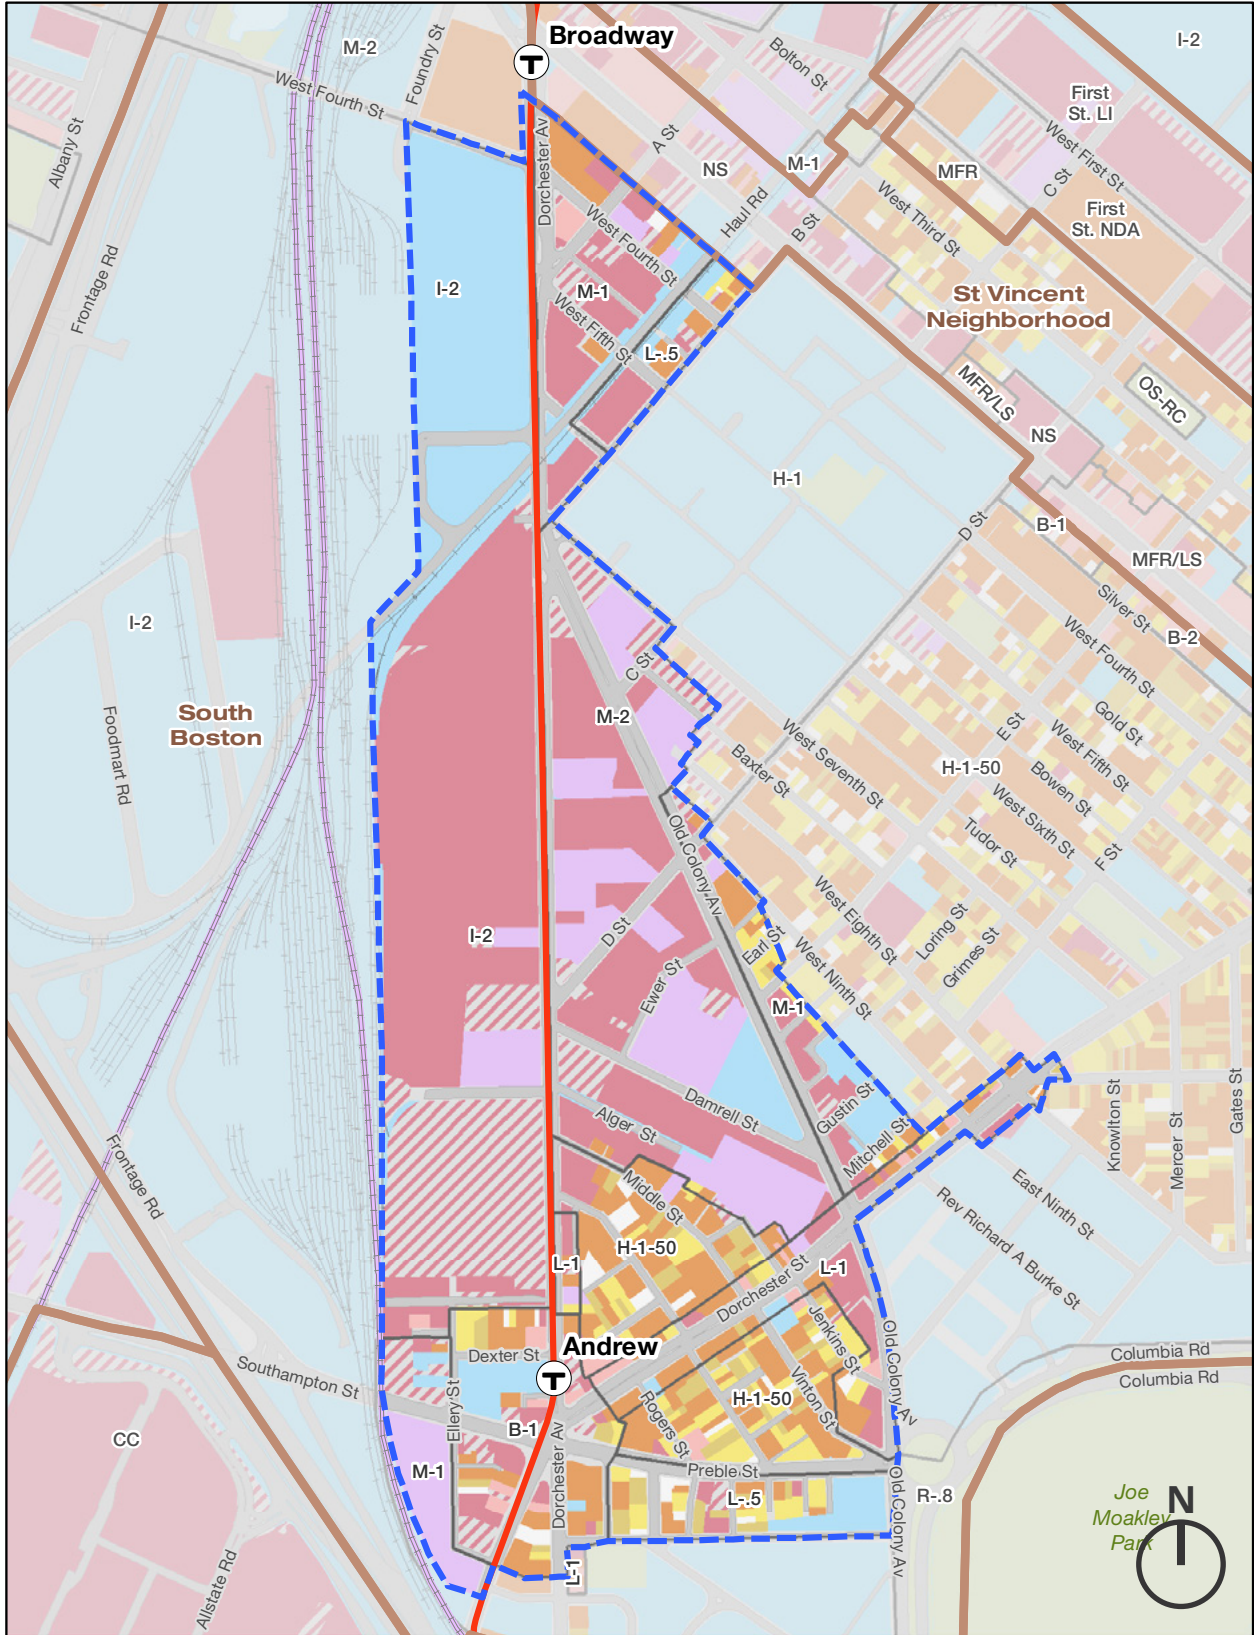 Broadway
T
M-2
Foundry St
West Fourth St
Albany St
Bolton St
I-2
First
St. LI
West First St
A St
Dorchester Av
NS
M-1
MFR
C St
Haul Rd
B St
West Third St
First
St. NDA
Frontage Rd
West Fourth St
I-2
M-1
St Vincent
Neighborhood
West Fifth St
L-.5
MFR/LS
OS-RC
NS
H-1
D St
B-1
MFR/LS
Silver St
B-2
I-2
C St
West Fourth St
South
Boston
M-2
Foodmart Rd
Gold St
E St
West Seventh St
West Fifth St
Baxter St
H-1-50
Bowen St
West Sixth St
Old Colony Av
Tudor St
F St
West Eighth St
I-2
D St
Earl St
Loring St
Grimes St
West Ninth St
Ewer St
M-1
Damrell St
Gustin St
Alger St
Mitchell St
Knowlton St
Mercer St
Gates St
Frontage Rd
Middle St
East Ninth St
Rev Richard A Burke St
H-1-50
L-1
Dorchester St
L-1
Jenkins St
Old Colony Av
Andrew
T
Dexter St
Columbia Rd
Columbia Rd
Southampton St
Ellery St
Vinton St
H-1-50
Rogers St
B-1
Dorchester Av
CC
M-1
Preble St
L-.5
Old Colony Av
R-.8
Joe
Moakley
Park
N
L-1
Allstate Rd